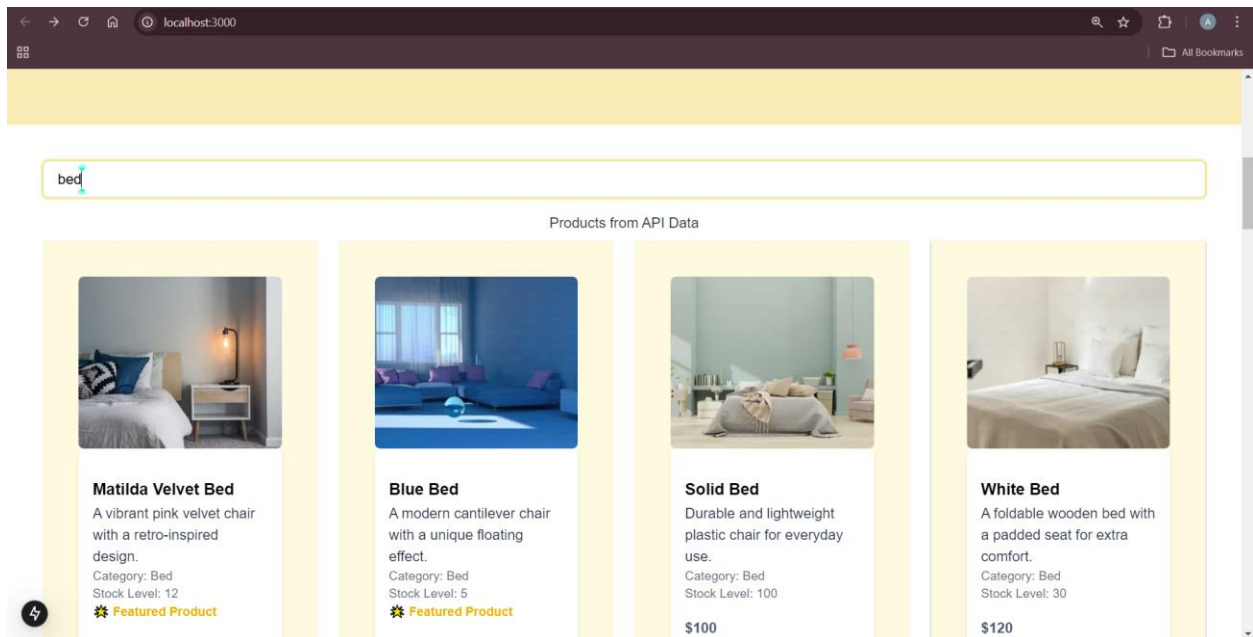 localhost:3000
A
All Bookmarks
bed
Products from API Data
Matilda Velvet Bed
A vibrant pink velvet chair
with a retro-inspired
design.
Category: Bed
Stock Level: 12
Featured Product
Blue Bed
A modern cantilever chair
with a unique floating
effect.
Category: Bed
Stock Level: 5
Featured Product
Solid Bed
Durable and lightweight
plastic chair for everyday
use.
Category: Bed
Stock Level: 100
$100
White Bed
A foldable wooden bed with
a padded seat for extra
comfort.
Category: Bed
Stock Level: 30
$120